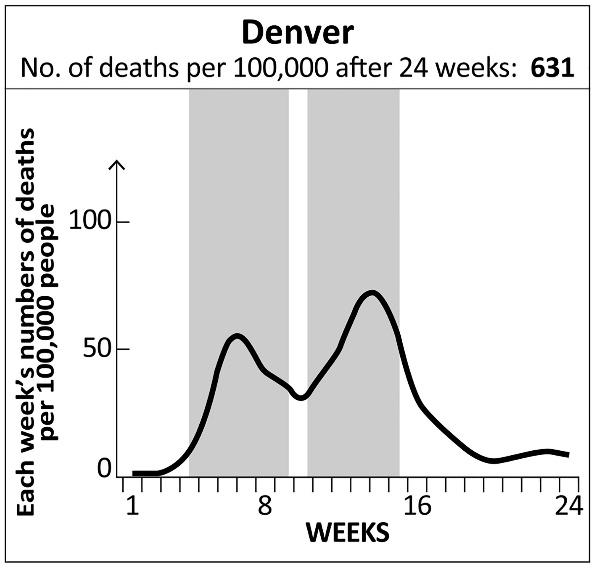 Denver
No. of deaths per 100,000 after 24 weeks: 631
Each week's numbers of deaths
per 100,000 people
100
50
0
1 8 16 24
WEEKS